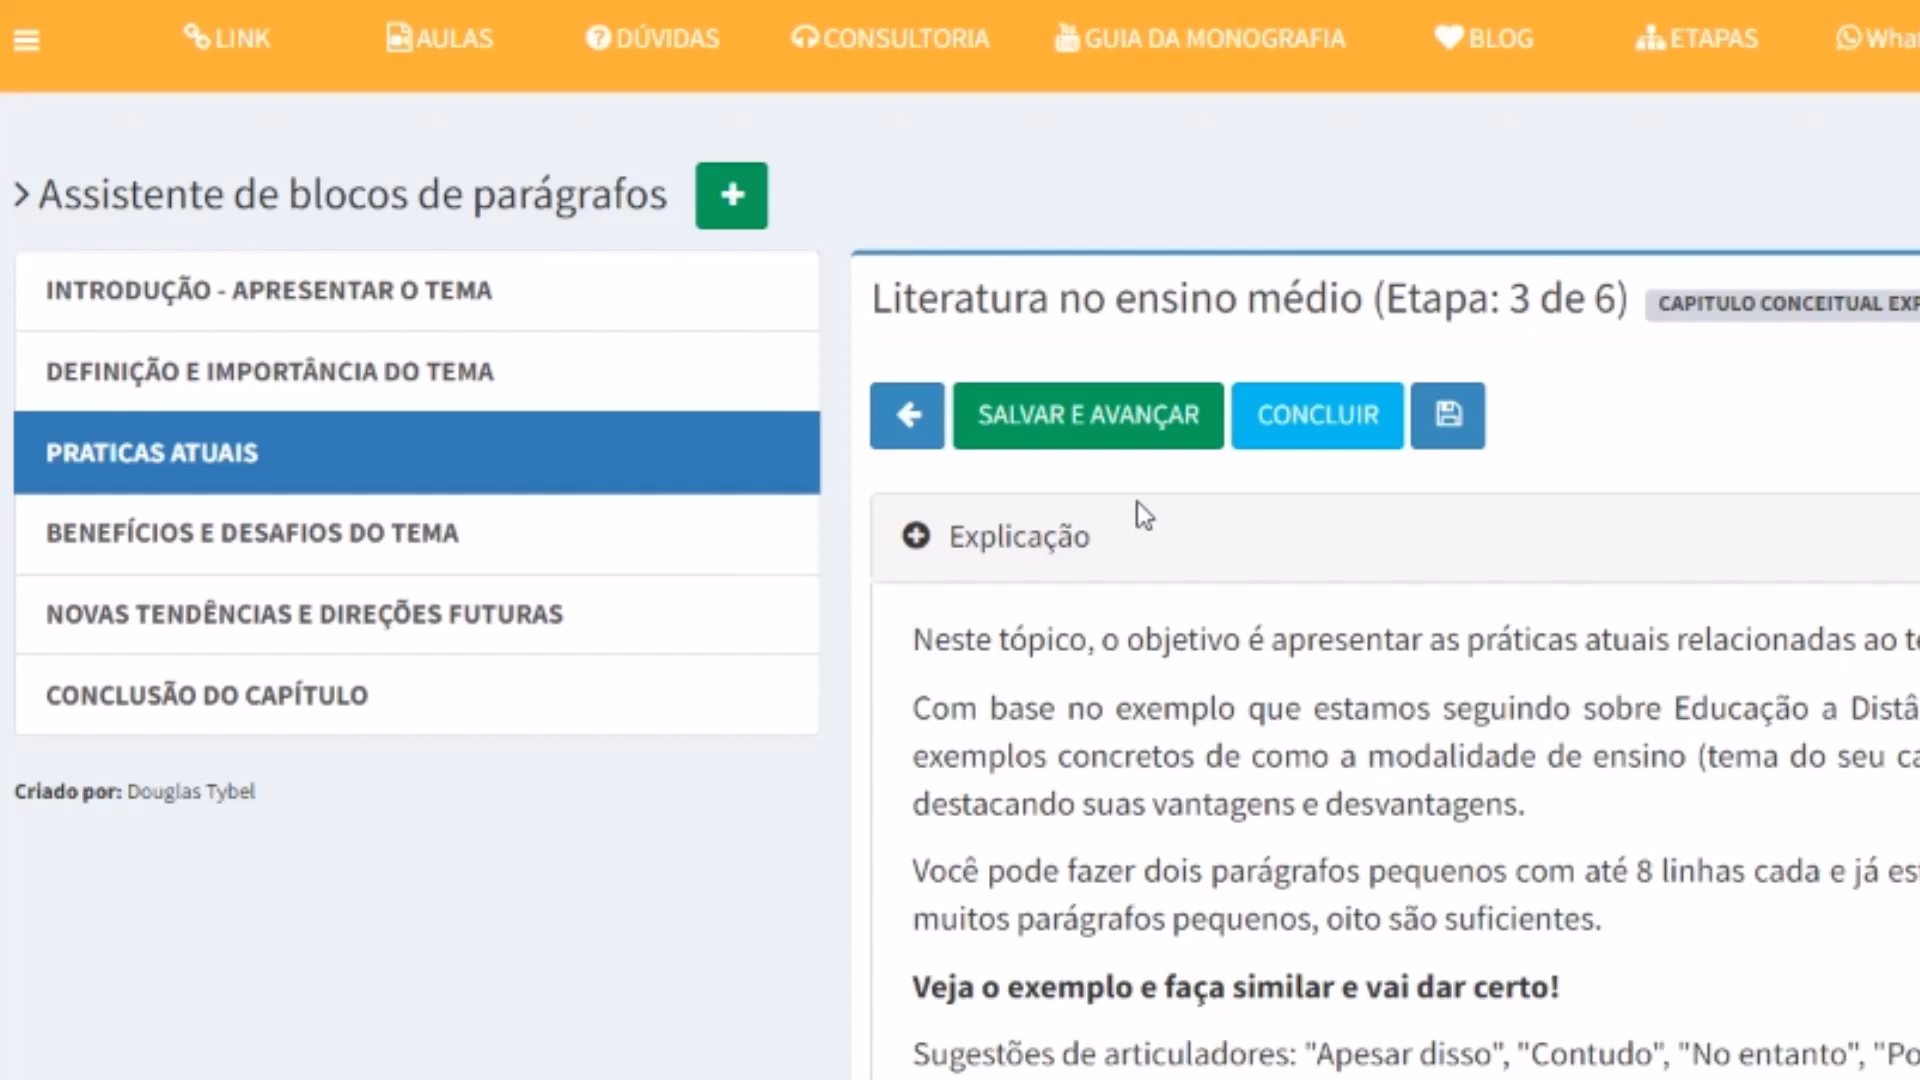 LINK AULAS DÚVIDAS CONSULTORIA GUIA DA MONOGRAFIA BLOG ETAPAS
Assistente de blocos de parágrafos
INTRODUÇÃO - APRESENTAR O TEMA
DEFINIÇÃO E IMPORTÂNCIA DO TEMA
PRATICAS ATUAIS
BENEFÍCIOS E DESAFIOS DO TEMA
NOVAS TENDÊNCIAS E DIREÇÕES FUTURAS
CONCLUSÃO DO CAPÍTULO
Criado por: Douglas Tybel
Literatura no ensino médio (Etapa: 3 de 6) CAPITULO CONCEITUAL
SALVAR E AVANÇAR CONCLUIR
Explicação
Neste tópico, o objetivo é apresentar as práticas atuais relacionadas ao
Com base no exemplo que estamos seguindo sobre Educação a
exemplos concretos de como a modalidade de ensino (tema do seu
destacando suas vantagens e desvantagens.
Você pode fazer dois parágrafos pequenos com até 8 linhas cada e já
muitos parágrafos pequenos, oito são suficientes.
Veja o exemplo e faça similar e vai dar certo!
Sugestões de articuladores: "Apesar disso", "Contudo", "No entanto",